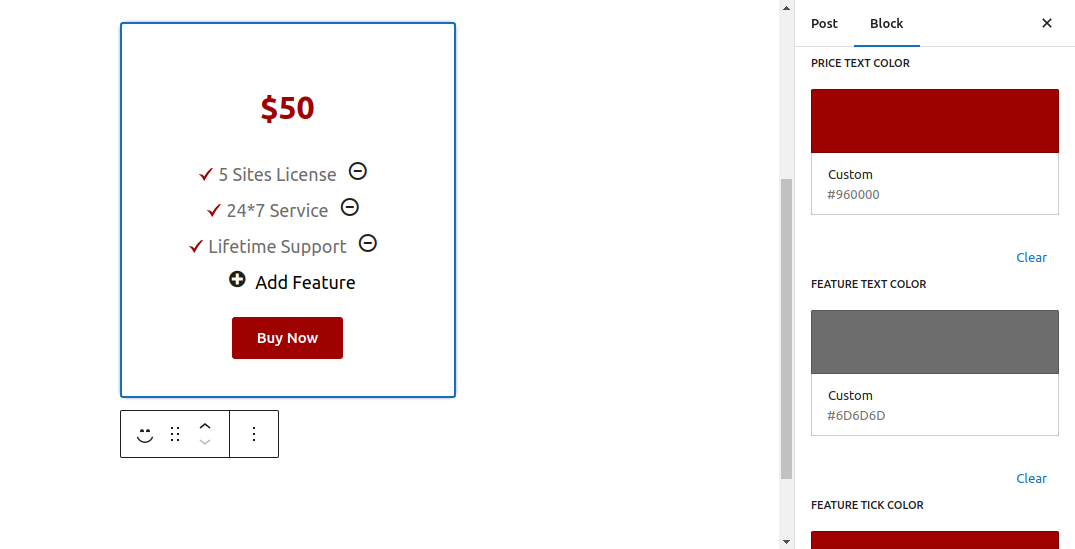 $50
5 Sites License
24*7 Service
Lifetime Support
Add Feature
Buy Now
Post Block
PRICE TEXT COLOR
Custom
#960000
Clear
FEATURE TEXT COLOR
Custom
#6D6D6D
Clear
FEATURE TICK COLOR